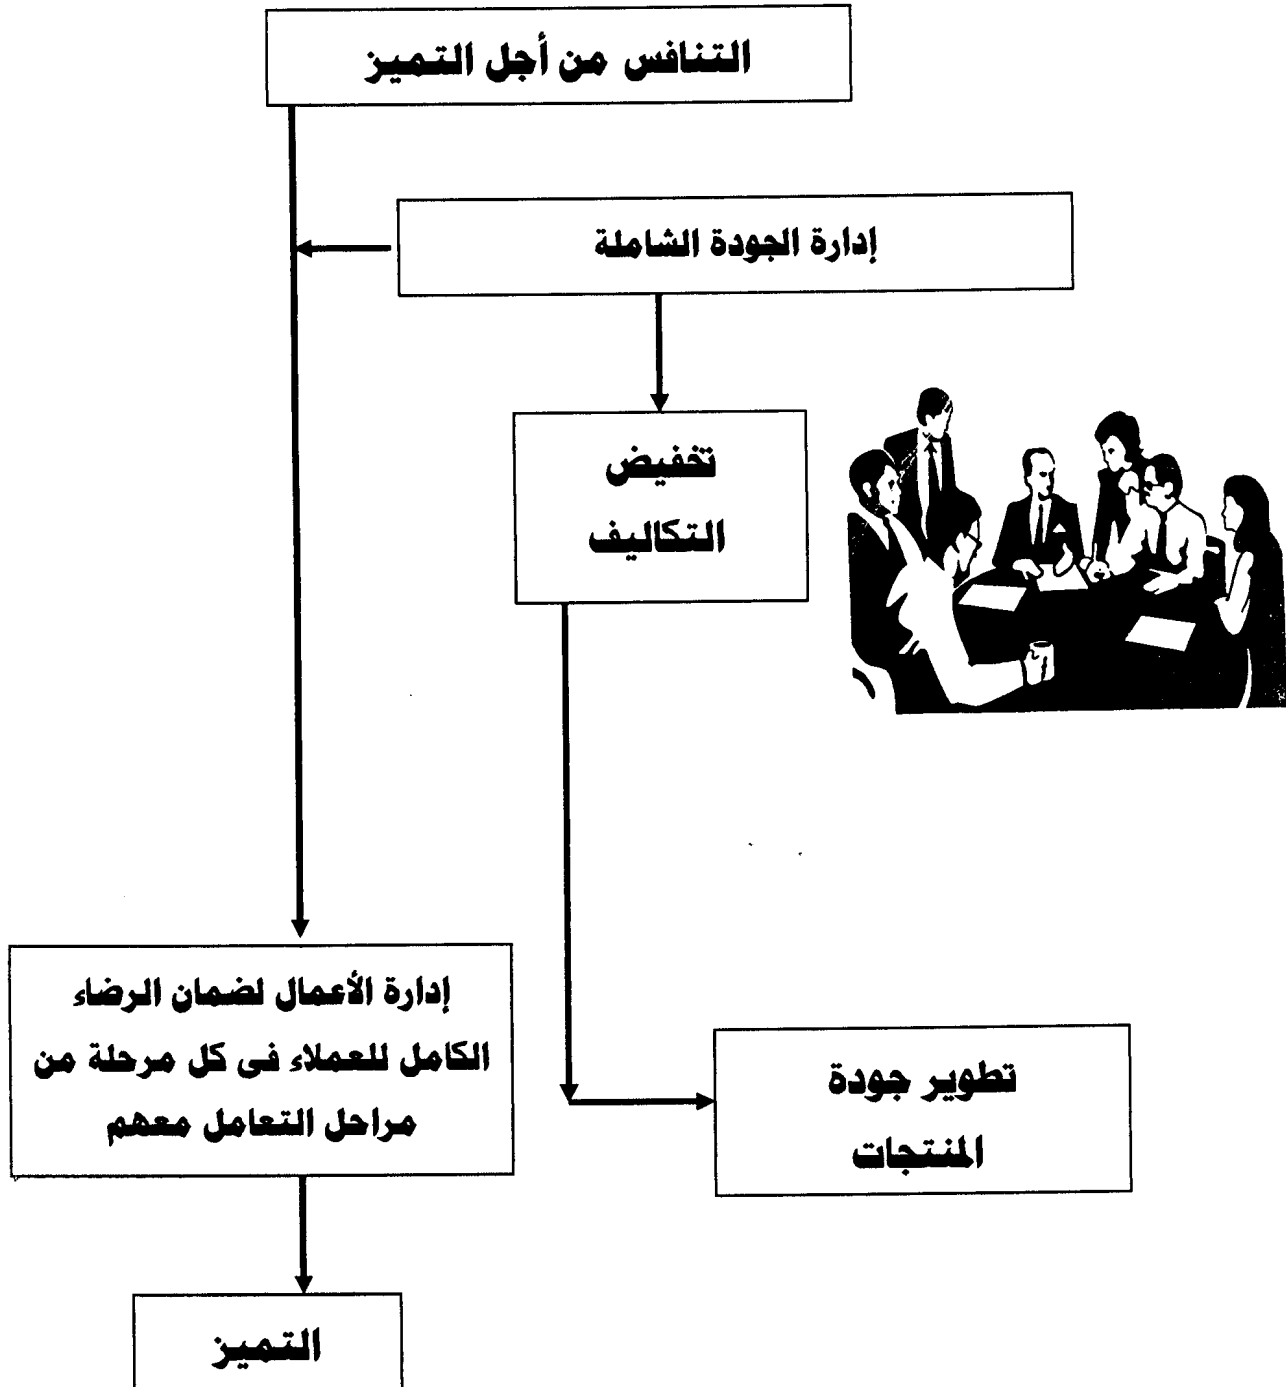 التنافس من أجل التميز
إدارة الجودة الشاملة
تخفيض
التكاليف
إدارة الأعمال لضمان الرضاء
الكامل للعملاء فى كل مرحلة من
مراحل التعامل معهم
تطوير جودة
المنتجات
التميز